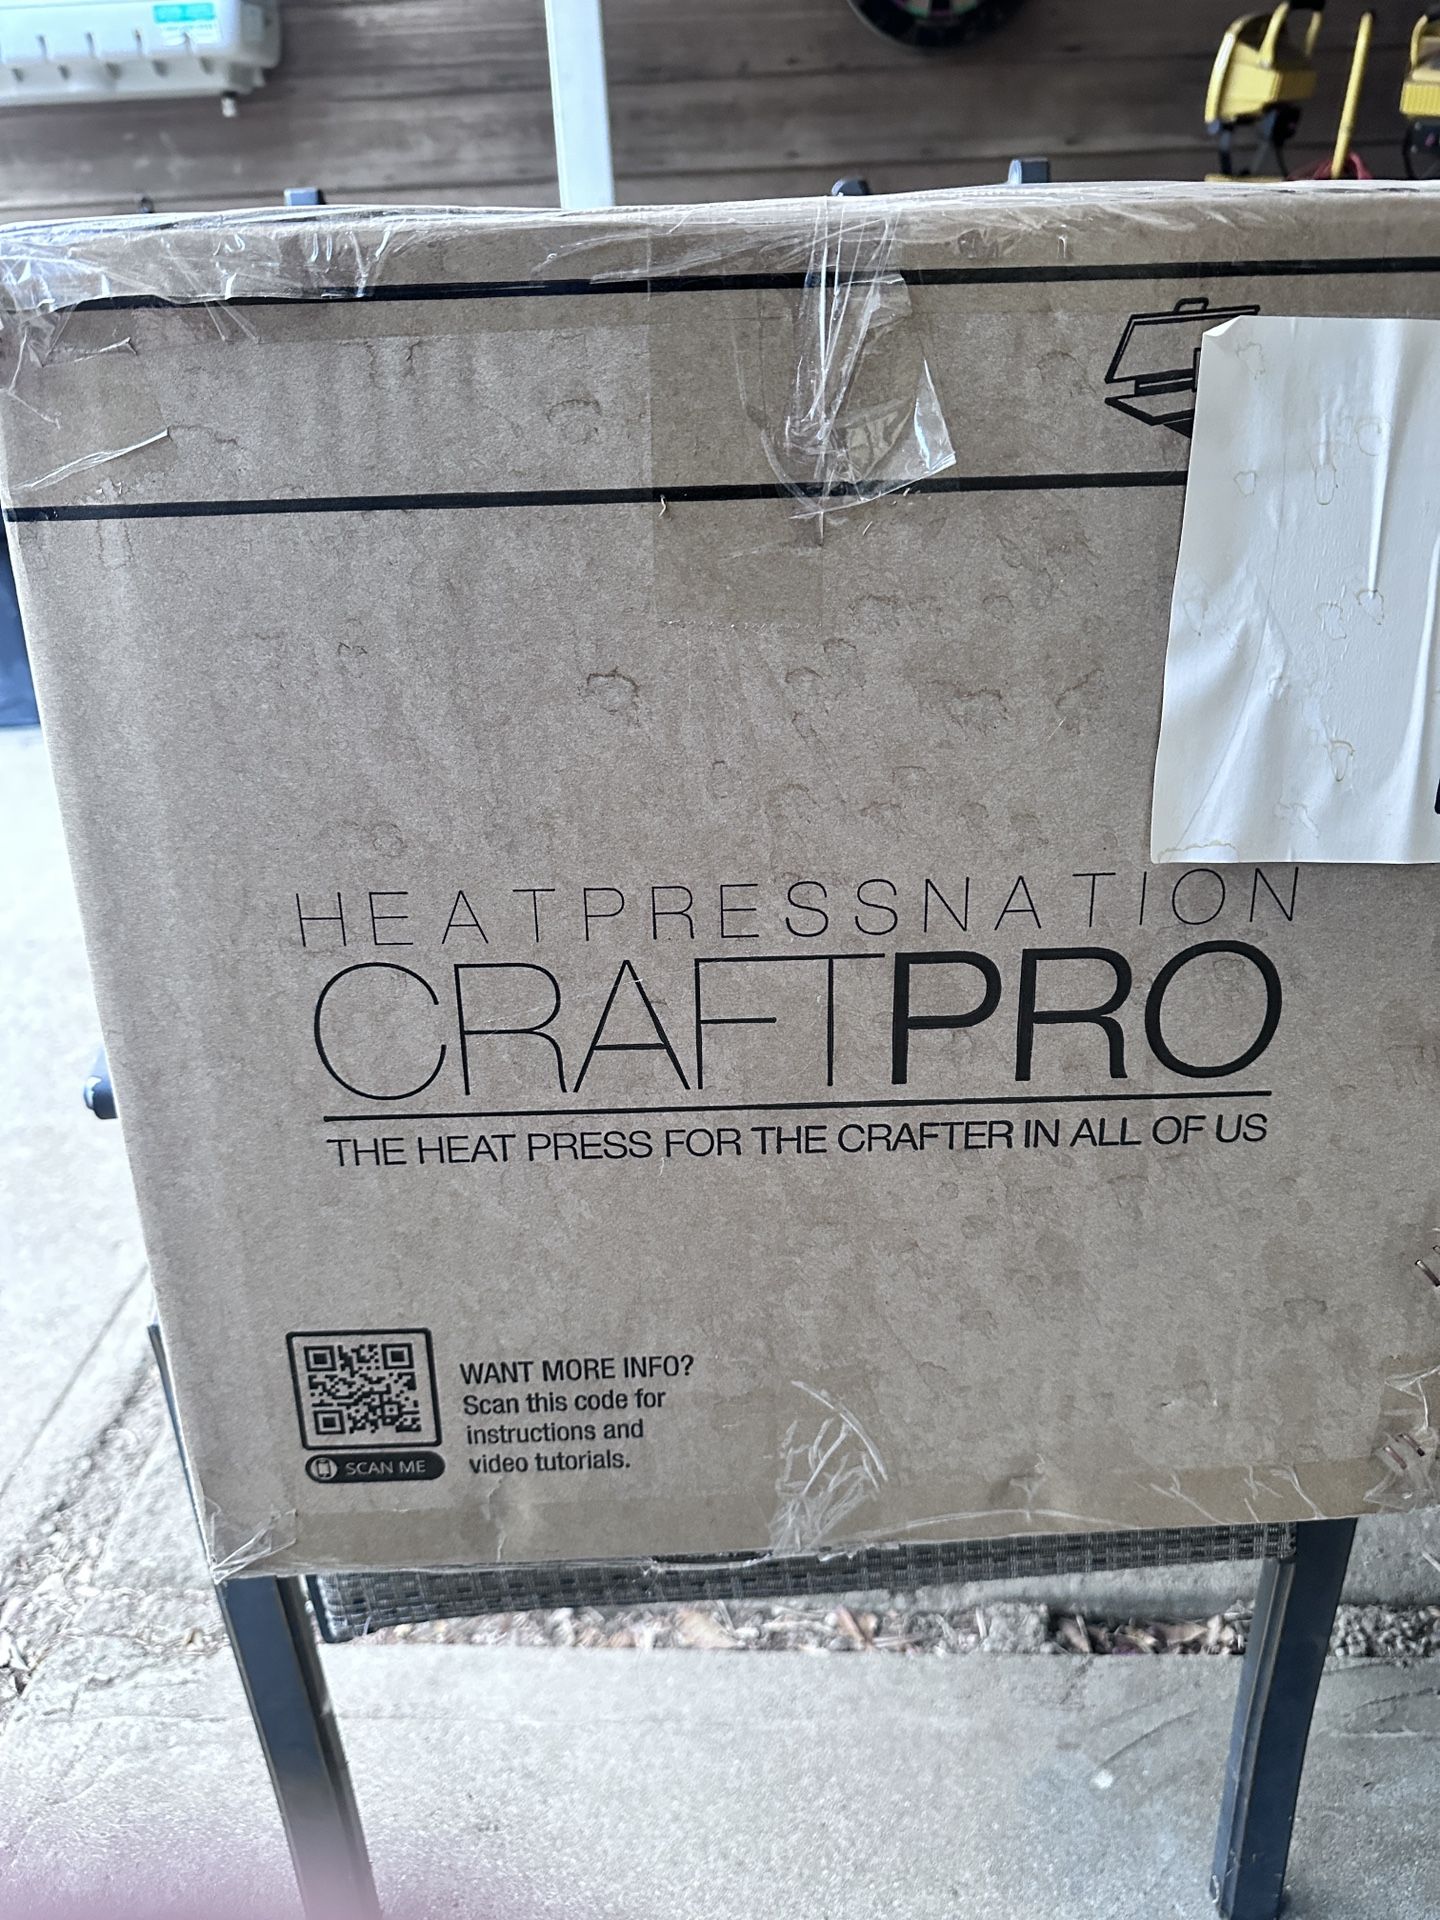 HEATPRESSNATION
CRAFTPRO
THE HEAT PRESS FOR THE CRAFTER IN ALL OF US
WANT MORE INFO?
Scan this code for
instructions and
video tutorials.
SCAN ME